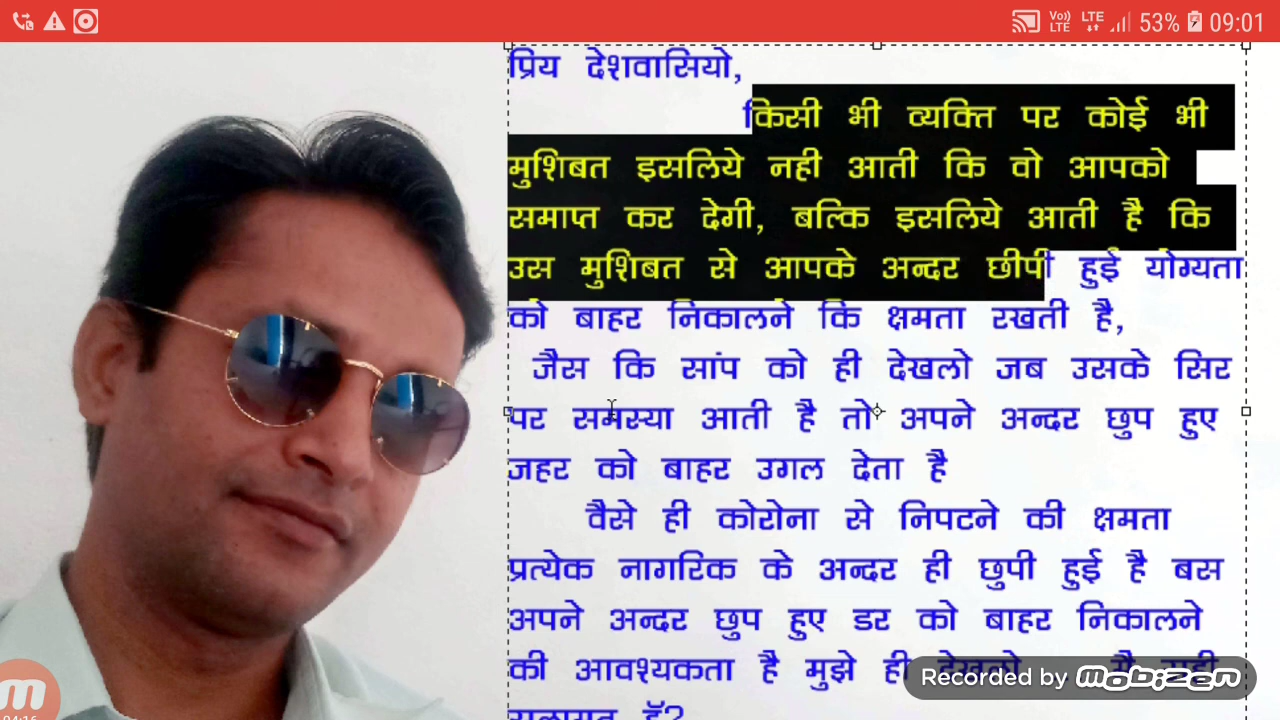 53% 09:01
प्रिय देशवासियो,
किसी भी व्यक्ति पर कोई भी
मुशिबत इसलिये नही आती कि वो आपको
समाप्त कर देगी, बल्कि इसलिये आती है कि
उस मुशिबत से आपके अन्दर छीपी हुई योग्यता
को बाहर निकालने कि क्षमता रखती है,
जैस कि सांप को ही देखलो जब उसके सिर
पर समस्या आती है तो अपने अन्दर छुप हुए
जहर को बाहर उगल देता है
वैसे ही कोरोना से निपटने की क्षमता
प्रत्येक नागरिक के अन्दर ही छुपी हुई है बस
अपने अन्दर छुप हुए डर को बाहर निकालने
की आवश्यकता है मुझे ही
Recorded by mobizen